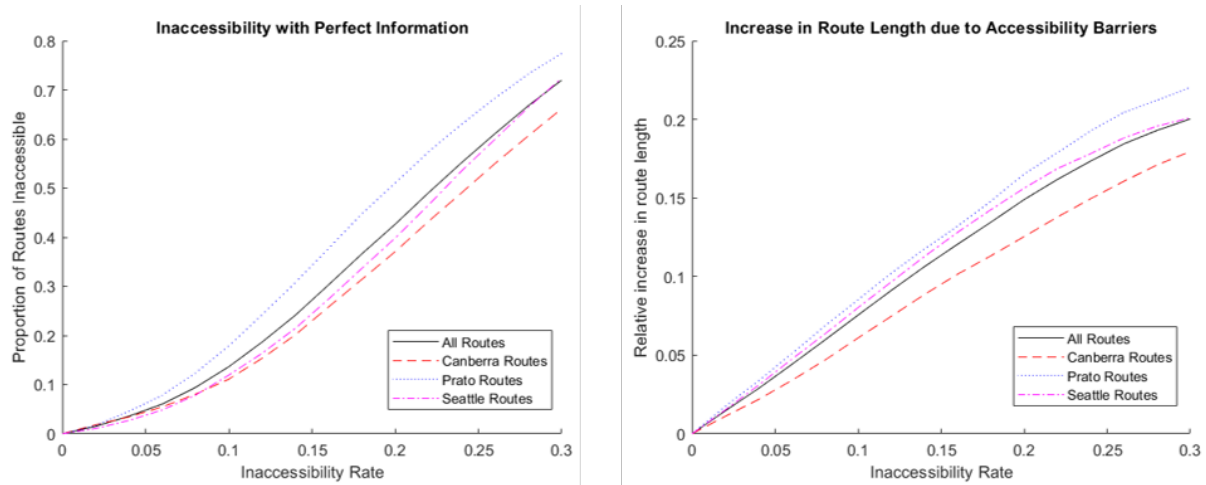 Inaccessibility with Perfect Information
0.8
0.7
0.6
0.5
0.4
0.3
0.2
0.1
0
Proportion of Routes Inaccessible
All Routes
Canberra Routes
Prato Routes
Seattle Routes
0 0.05 0.1 0.15 0.2 0.25 0.3
Inaccessibility Rate
Increase in Route Length due to Accessibility Barriers
0.25
0.2
0.15
0.1
0.05
0
Relative increase in route length
All Routes
Canberra Routes
Prato Routes
Seattle Routes
0 0.05 0.1 0.15 0.2 0.25 0.3
Inaccessibility Rate